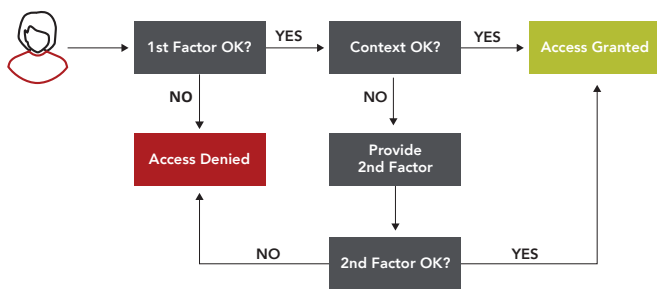 1st Factor OK?
YES
Context OK?
YES
Access Granted
NO
NO
Access Denied
Provide
2nd Factor
NO
2nd Factor OK?
YES